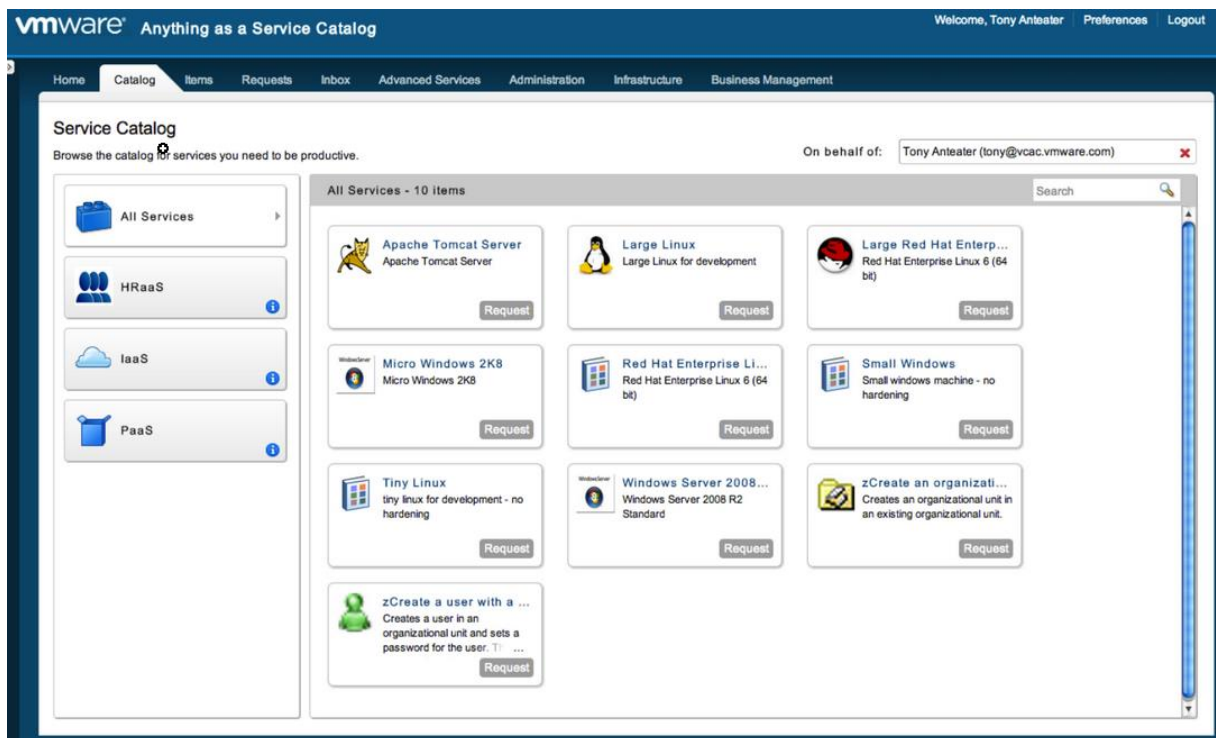 vmware Anything as a Service Catalog
Welcome, Tony Anteater Preferences Logout
Home Catalog Items Requests Inbox Advanced Services Administration Infrastructure Business Management
Service Catalog
Browse the catalog for services you need to be productive.
On behalf of: Tony Anteater (tony@vcac.vmware.com)
All Services
HRaaS
IaaS
PaaS
All Services - 10 items
Search
Apache Tomcat Server
Apache Tomcat Server
Request
Large Linux
Large Linux for development
Request
Large Red Hat Enterp...
Red Hat Enterprise Linux 6 (64
bit)
Request
Micro Windows 2K8
Micro Windows 2K8
Request
Red Hat Enterprise Li...
Red Hat Enterprise Linux 6 (64
bit)
Request
Small Windows
Small windows machine - no
hardening
Request
Tiny Linux
tiny linux for development - no
hardening
Request
Windows Server 2008...
Windows Server 2008 R2
Standard
Request
zCreate an organizati...
Creates an organizational unit in
an existing organizational unit.
Request
zCreate a user with a ...
Creates a user in an
organizational unit and sets a
password for the user. ...
Request